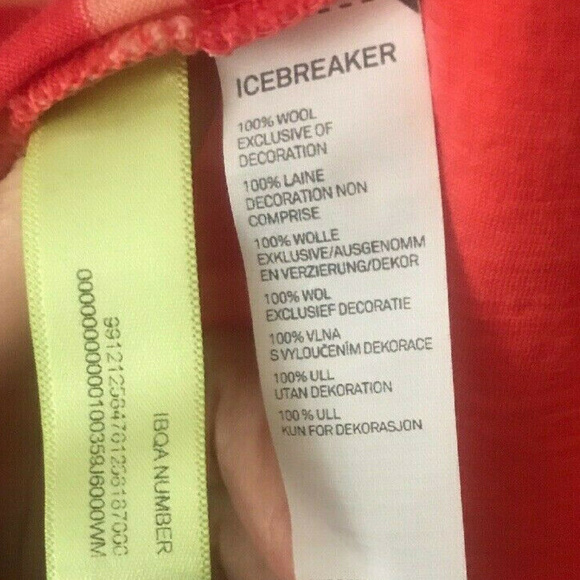 ICEBREAKER
100% WOOL
EXCLUSIVE OF
DECORATION
100% LAINE
DECORATION NON
COMPRISE
100% WOLLE
EXKLUSIVE/AUSGENOMM
EN VERZIERUNG/DEKOR
100% WOL
EXCLUSIEF DECORATIE
100% VLNA
S VYLOUČENÍM DEKORACE
100% ULL
UTAN DEKORATION
100% ULL
KUN FOR DEKORASJON
IBQA NUMBER